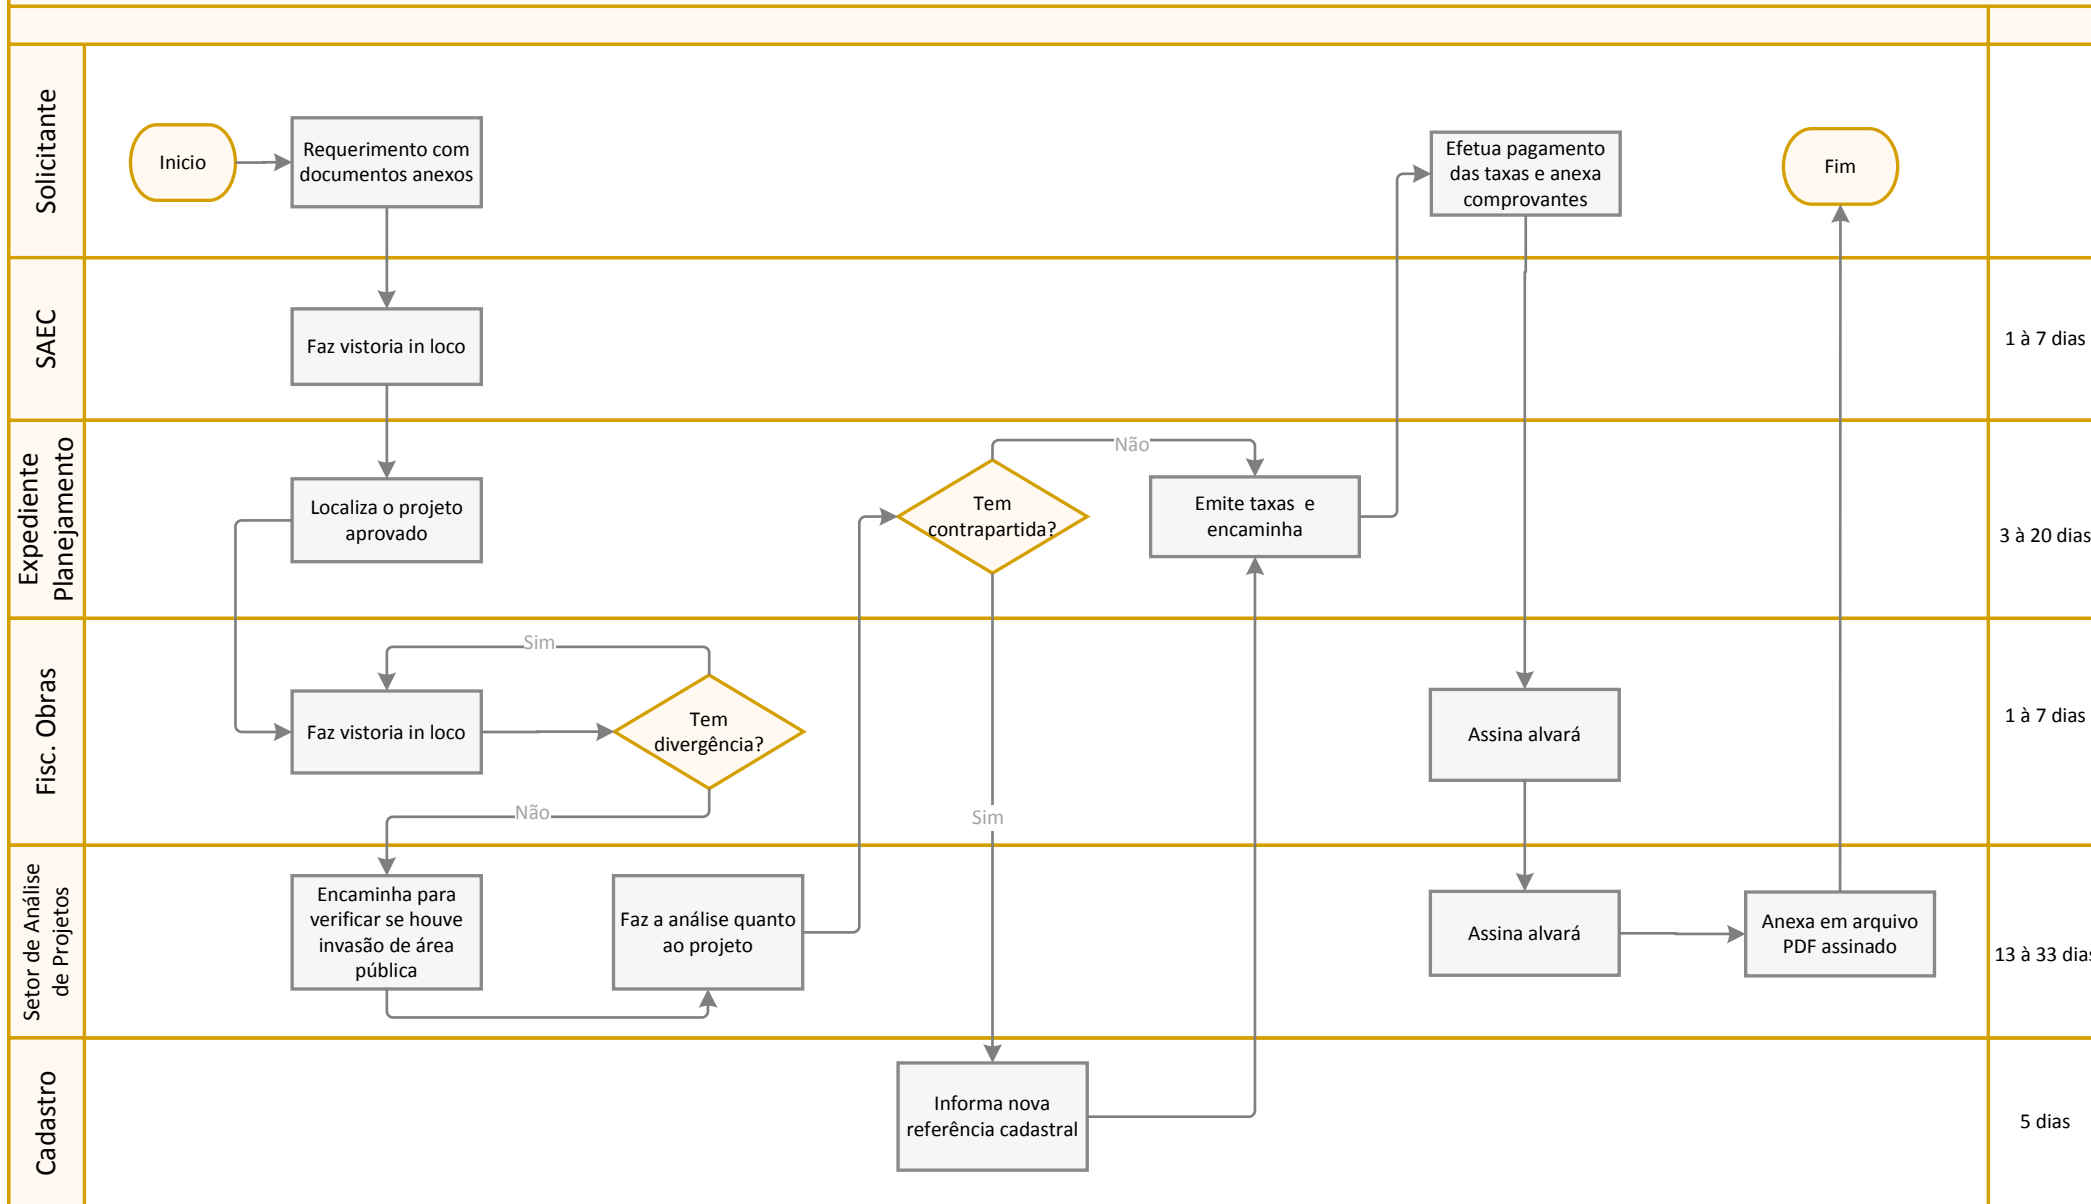 Solicitante
Inicio
Requerimento com
documentos anexos
Efetua pagamento
das taxas e anexa
comprovantes
Fim
SAEC
Faz vistoria in loco
1 à 7 dias
Expediente
Planejamento
Localiza o projeto
aprovado
Tem
contrapartida?
Não
Emite taxas e
encaminha
3 à 20 dias
Fisc. Obras
Sim
Faz vistoria in loco
Tem
divergência?
Não
Sim
Assina alvará
1 à 7 dias
Setor de Análise
de Projetos
Encaminha para
verificar se houve
invasão de área
pública
Faz a análise quanto
ao projeto
Assina alvará
Anexa em arquivo
PDF assinado
13 à 33 dias
Cadastro
Informa nova
referência cadastral
5 dias